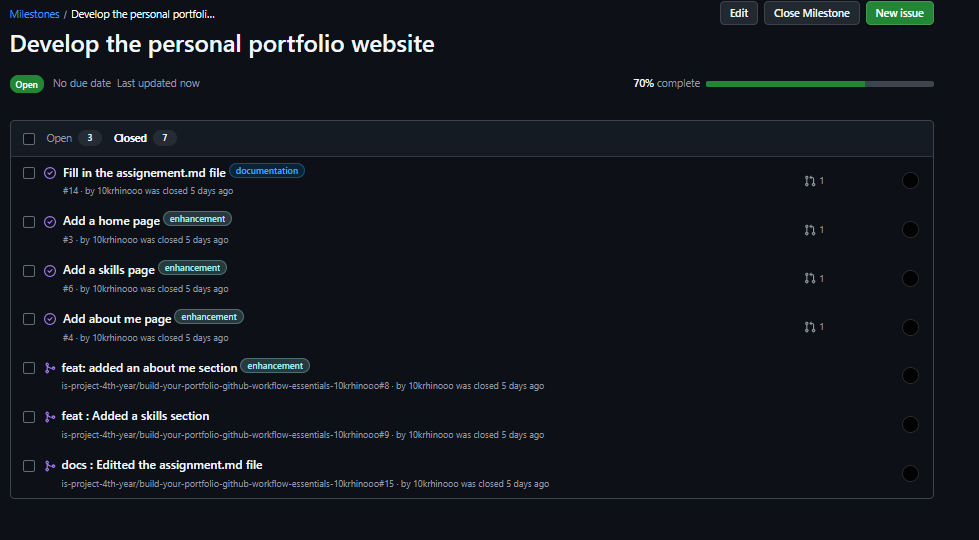 Milestones / Develop the personal portfoli...
Edit
Close Milestone
New issue
Develop the personal portfolio website
Open No due date Last updated now
70% complete
Open 3 Closed 7
Fill in the assignement.md file documentation
#14 · by 10krhinooo was closed 5 days ago
1
Add a home page enhancement
#3 · by 10krhinooo was closed 5 days ago
1
Add a skills page enhancement
#6 · by 10krhinooo was closed 5 days ago
1
Add about me page enhancement
#4 · by 10krhinooo was closed 5 days ago
1
feat: added an about me section enhancement
is-project-4th-year/build-your-portfolio-github-workflow-essentials-10krhinooo#8 · by 10krhinooo was closed 5 days ago
feat : Added a skills section
is-project-4th-year/build-your-portfolio-github-workflow-essentials-10krhinooo#9 · by 10krhinooo was closed 5 days ago
docs : Editted the assignment.md file
is-project-4th-year/build-your-portfolio-github-workflow-essentials-10krhinooo#15 · by 10krhinooo was closed 5 days ago